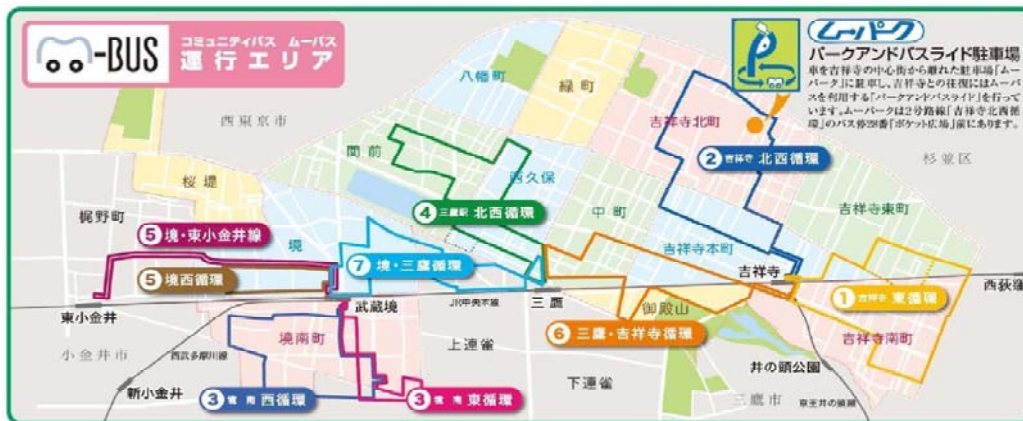 -BUS
コミュニティバス ムーバス
運行エリア
ムーパーク
パークアンドバスライド駐車場
車を吉祥寺の中心街から離れた駐車場「ムー
パーク」に駐車し、吉祥寺との往復にはムーバ
スを利用する「パークアンドバスライド」を行って
います。ムーパークは2号路線「吉祥寺北西循
環」のバス停28番「ポケット広場」前にあります。
八幡町
緑町
西東京市
吉祥寺北町
関前
西久保
② 吉祥寺 北西循環
杉並区
桜堤
梶野町
④ 三鷹駅 北西循環
中町
吉祥寺東町
⑤ 境・東小金井線
境
⑦ 境・三鷹循環
吉祥寺本町
⑤ 境西循環
吉祥寺
西荻窪
東小金井
武蔵境
JR中央本線
三鷹
御殿山
① 吉祥寺 東循環
小金井市
西武多摩川線
境南町
上連雀
⑥ 三鷹・吉祥寺循環
吉祥寺南町
新小金井
③ 境南 西循環
③ 境南 東循環
下連雀
井の頭公園
三鷹市
京王井の頭線